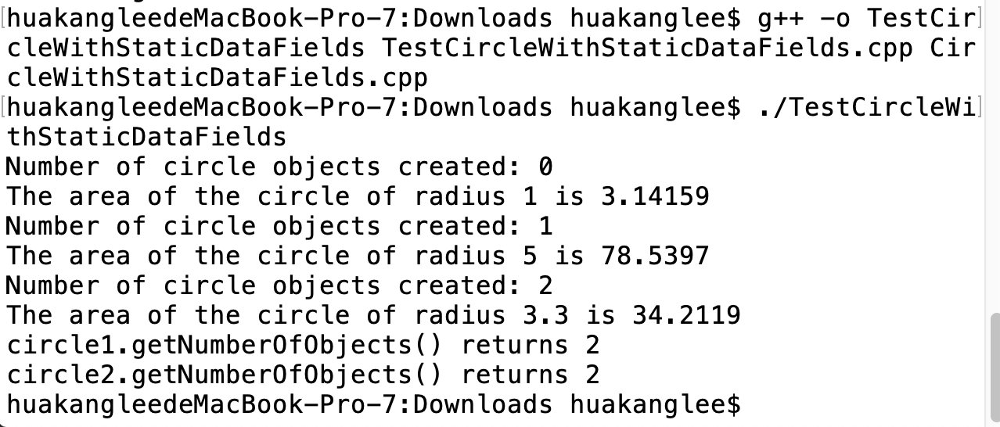 [huakangleedeMacBook-Pro-7:Downloads huakanglee$ g++ -o TestCir]
cleWithStaticDataFields TestCircleWithStaticDataFields.cpp Cir
cleWithStaticDataFields.cpp
[huakangleedeMacBook-Pro-7:Downloads huakanglee$ ./TestCircleWi]
thStaticDataFields
Number of circle objects created: 0
The area of the circle of radius 1 is 3.14159
Number of circle objects created: 1
The area of the circle of radius 5 is 78.5397
Number of circle objects created: 2
The area of the circle of radius 3.3 is 34.2119
circle1.getNumberOfObjects() returns 2
circle2.getNumberOfObjects() returns 2
huakangleedeMacBook-Pro-7:Downloads huakanglee$